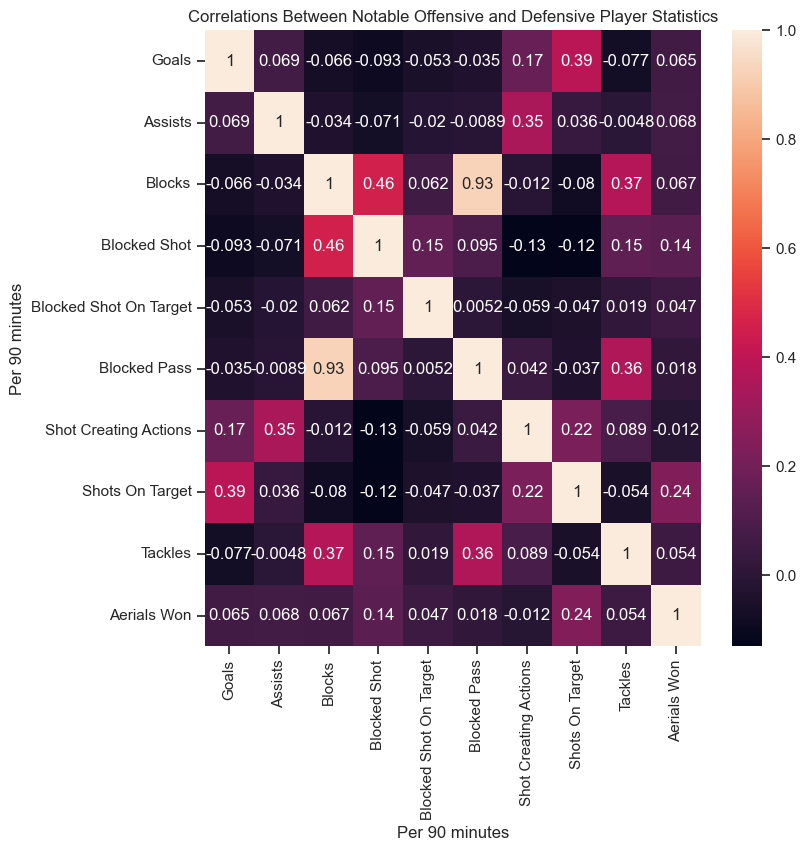 Correlations Between Notable Offensive and Defensive Player Statistics
Goals 1 0.069 -0.066 -0.093 -0.053 -0.035 0.17 0.39 -0.077 0.065
Assists 0.069 1 -0.034 -0.071 -0.02 -0.0089 0.35 0.036 -0.0048 0.068
Blocks -0.066 -0.034 1 0.46 0.062 0.93 -0.012 -0.08 0.37 0.067
Blocked Shot -0.093 -0.071 0.46 1 0.15 0.095 -0.13 -0.12 0.15 0.14
Blocked Shot On Target -0.053 -0.02 0.062 0.15 1 0.0052 -0.059 -0.047 0.019 0.047
Blocked Pass -0.035 -0.0089 0.93 0.095 0.0052 1 0.042 -0.037 0.36 0.018
Shot Creating Actions 0.17 0.35 -0.012 -0.13 -0.059 0.042 1 0.22 0.089 -0.012
Shots On Target 0.39 0.036 -0.08 -0.12 -0.047 -0.037 0.22 1 -0.054 0.24
Tackles -0.077 -0.0048 0.37 0.15 0.019 0.36 0.089 -0.054 1 0.054
Aerials Won 0.065 0.068 0.067 0.14 0.047 0.018 -0.012 0.24 0.054 1
Per 90 minutes
Goals
Assists
Blocks
Blocked Shot
Blocked Shot On Target
Blocked Pass
Shot Creating Actions
Shots On Target
Tackles
Aerials Won
Per 90 minutes
1.0
0.8
0.6
0.4
0.2
0.0